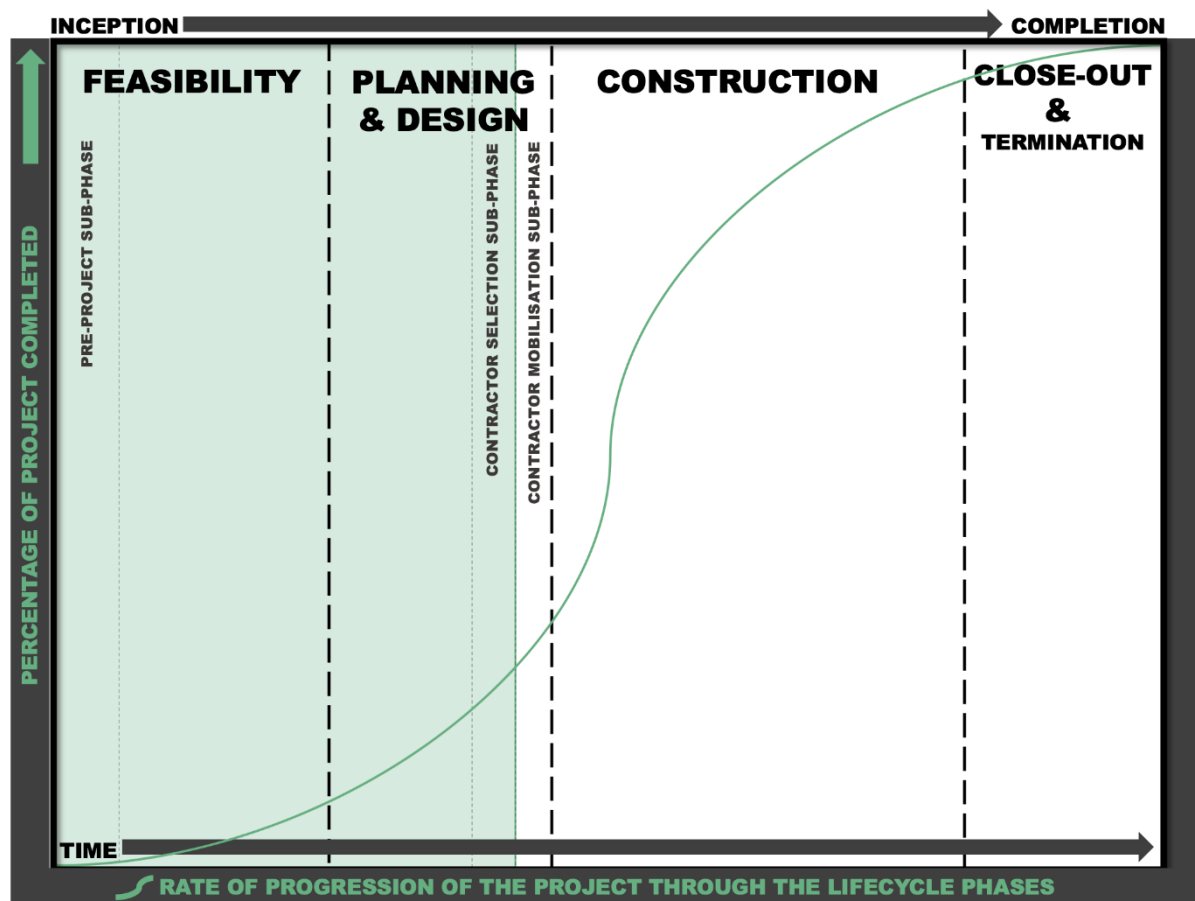 INCEPTION
COMPLETION
FEASIBILITY
PLANNING
& DESIGN
CONSTRUCTION
CLOSE-OUT
&
TERMINATION
PRE-PROJECT SUB-PHASE
CONTRACTOR SELECTION SUB-PHASE
CONTRACTOR MOBILISATION SUB-PHASE
PERCENTAGE OF PROJECT COMPLETED
TIME
RATE OF PROGRESSION OF THE PROJECT THROUGH THE LIFECYCLE PHASES